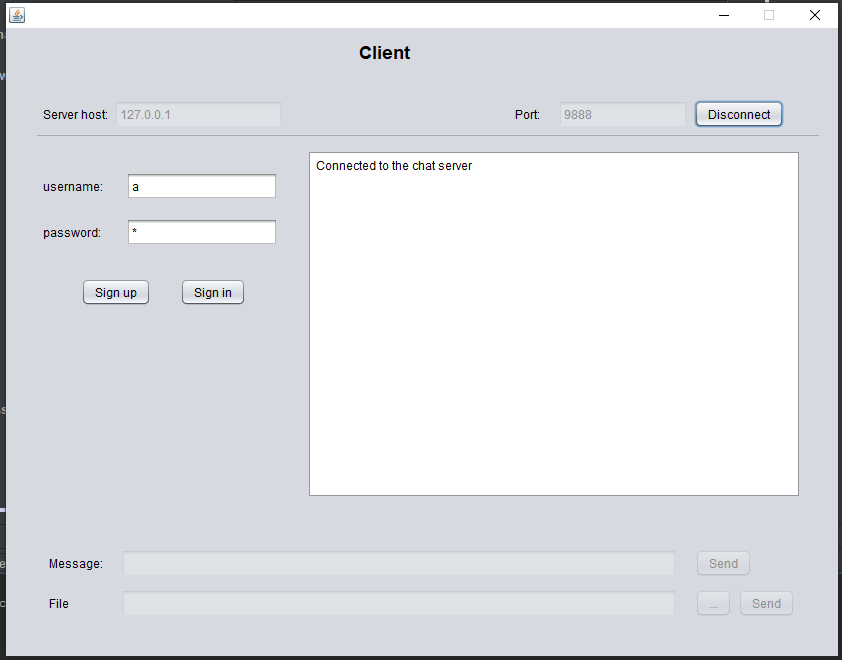 Client
Server host: 127.0.0.1 Port: 9888 Disconnect
Connected to the chat server
username: a
password: *
Sign up Sign in
Message: Send
File ... Send